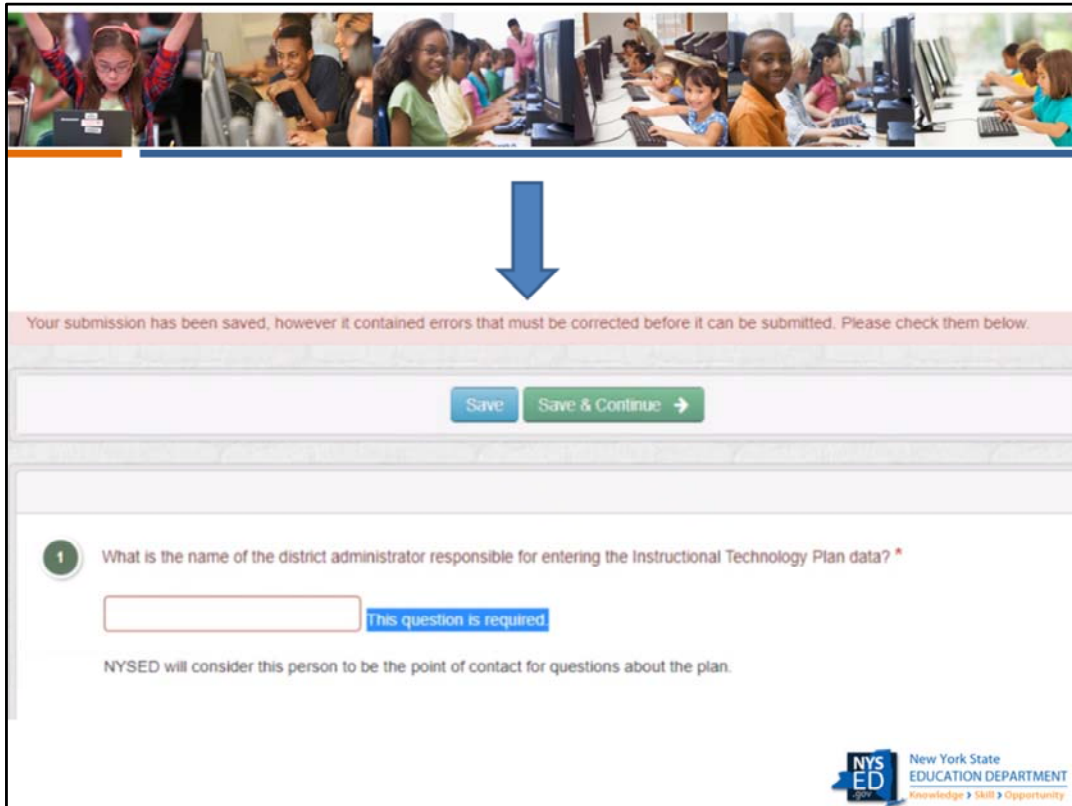 Your submission has been saved, however it contained errors that must be corrected before it can be submitted. Please check them below.
Save
Save & Continue →
1
What is the name of the district administrator responsible for entering the Instructional Technology Plan data? *
This question is required.
NYSED will consider this person to be the point of contact for questions about the plan.
NYS
ED
.gov
New York State
EDUCATION DEPARTMENT
Knowledge > Skill > Opportunity